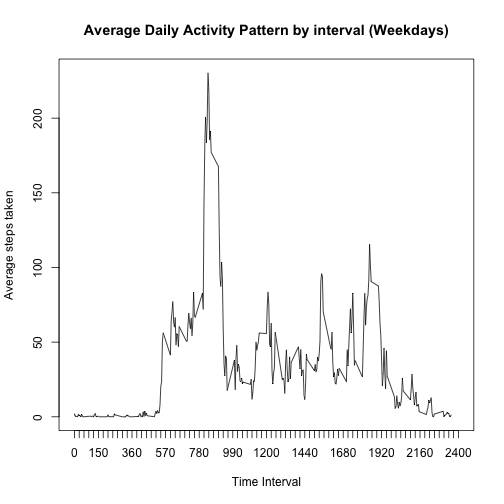 Average Daily Activity Pattern by interval (Weekdays)
Average steps taken
200
150
100
50
0
0 150 360 570 780 990 1200 1440 1680 1920 2160 2400
Time Interval